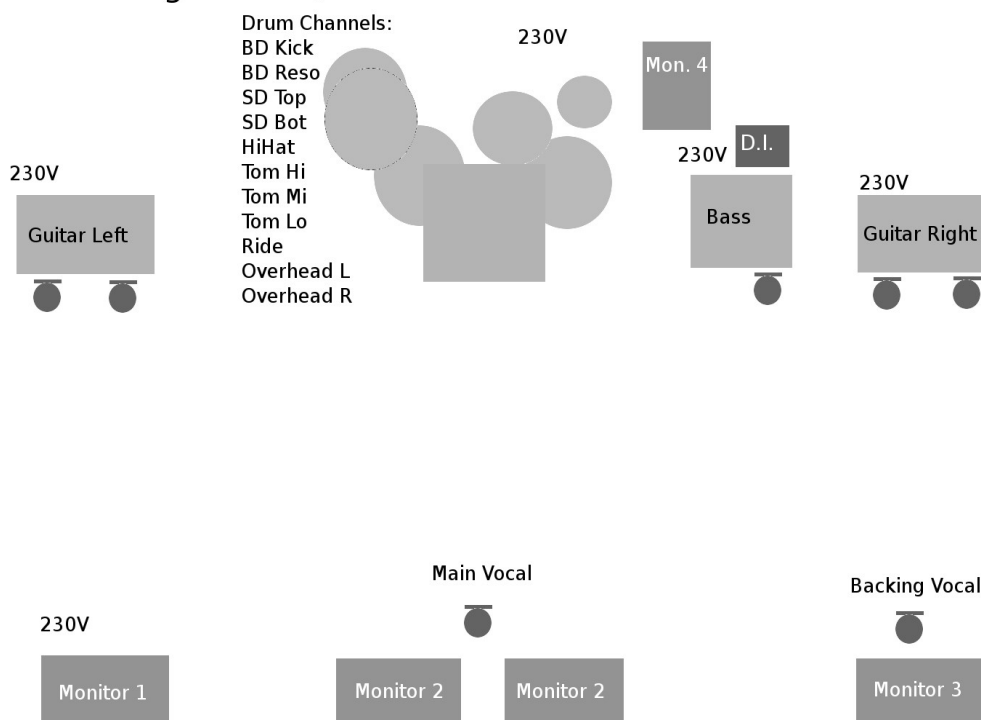 Drum Channels:
BD Kick
BD Reso
SD Top
SD Bot
HiHat
Tom Hi
Tom Mi
Tom Lo
Ride
Overhead L
Overhead R
230V
Mon. 4
D.I.
230V
Bass
230V
Guitar Left
230V
Guitar Right
Main Vocal
Backing Vocal
230V
Monitor 1
Monitor 2
Monitor 2
Monitor 3